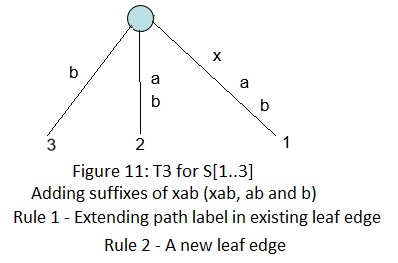 x
b
a
a
b
b
3
2
1
Figure 11: T3 for S[1..3]
Adding suffixes of xab (xab, ab and b)
Rule 1 - Extending path label in existing leaf edge
Rule 2 - A new leaf edge